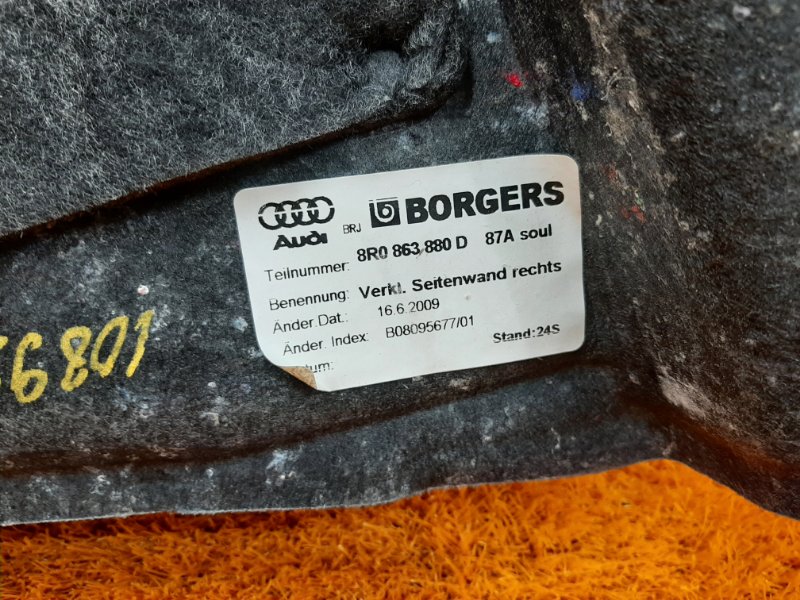 Audi BRJ BORGERS
Teilnummer: 8R0 863 880 D 87A soul
Benennung: Verkl. Seitenwand rechts
Änder.Dat.: 16.6.2009
Änder. Index: B08095677/01 Stand:24S